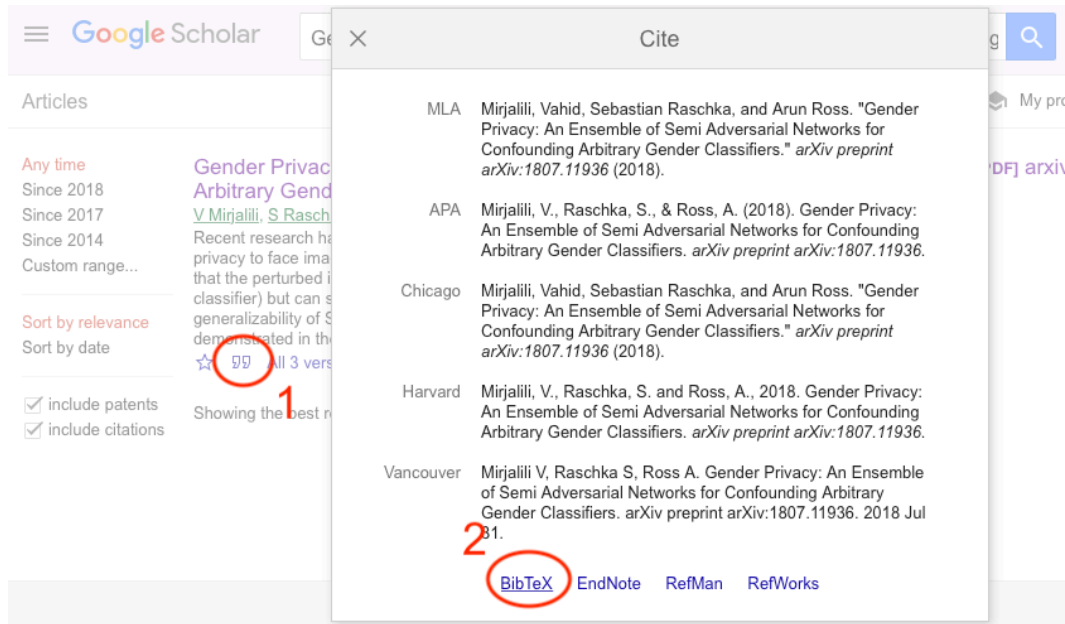 Google Scholar
Ge
g
Articles
My pro
Any time
Since 2018
Since 2017
Since 2014
Custom range...
Sort by relevance
Sort by date
include patents
include citations
Gender Privac
Arbitrary Gend
V Mirjalili, S Rasch
Recent research ha
privacy to face ima
that the perturbed i
classifier) but can s
generalizability of S
demonstrated in the
All 3 vers
1
Showing the best r
PDF] arxiv
Cite
MLA Mirjalili, Vahid, Sebastian Raschka, and Arun Ross. "Gender
Privacy: An Ensemble of Semi Adversarial Networks for
Confounding Arbitrary Gender Classifiers." arXiv preprint
arXiv:1807.11936 (2018).
APA Mirjalili, V., Raschka, S., & Ross, A. (2018). Gender Privacy:
An Ensemble of Semi Adversarial Networks for Confounding
Arbitrary Gender Classifiers. arXiv preprint arXiv:1807.11936.
Chicago Mirjalili, Vahid, Sebastian Raschka, and Arun Ross. "Gender
Privacy: An Ensemble of Semi Adversarial Networks for
Confounding Arbitrary Gender Classifiers." arXiv preprint
arXiv:1807.11936 (2018).
Harvard Mirjalili, V., Raschka, S. and Ross, A., 2018. Gender Privacy:
An Ensemble of Semi Adversarial Networks for Confounding
Arbitrary Gender Classifiers. arXiv preprint arXiv:1807.11936.
Vancouver Mirjalili V, Raschka S, Ross A. Gender Privacy: An Ensemble
of Semi Adversarial Networks for Confounding Arbitrary
Gender Classifiers. arXiv preprint arXiv:1807.11936. 2018 Jul
31.
2
BibTeX EndNote RefMan RefWorks